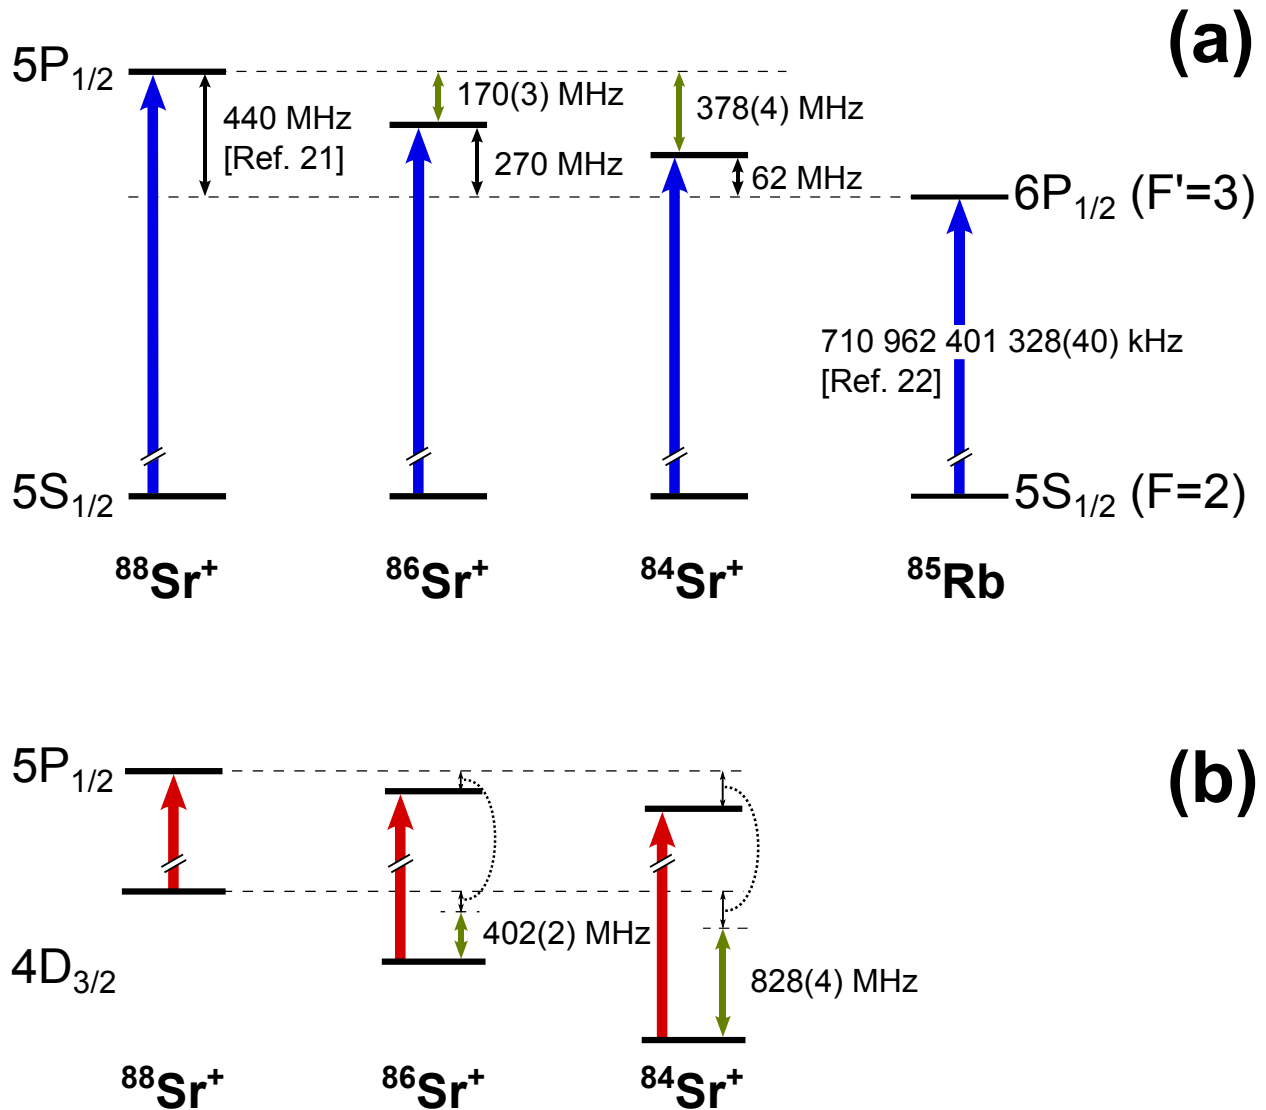 (a)
5P1/2
170(3) MHz
378(4) MHz
440 MHz
[Ref. 21]
270 MHz
62 MHz
6P1/2 (F'=3)
710 962 401 328(40) kHz
[Ref. 22]
5S1/2
5S1/2 (F=2)
88Sr+
86Sr+
84Sr+
85Rb
(b)
5P1/2
402(2) MHz
4D3/2
828(4) MHz
88Sr+
86Sr+
84Sr+